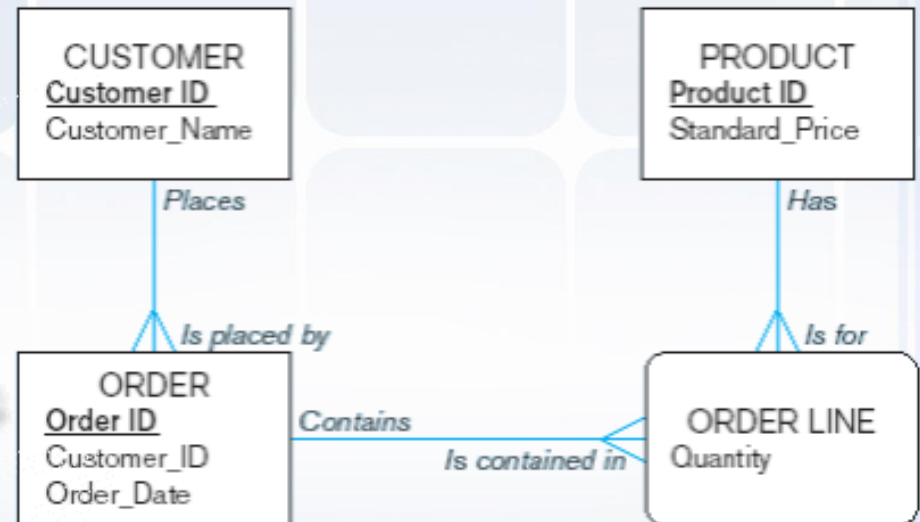 CUSTOMER
Customer ID
Customer_Name
PRODUCT
Product ID
Standard_Price
Places
Has
Is placed by
Is for
ORDER
Order ID
Customer_ID
Order_Date
Contains
Is contained in
ORDER LINE
Quantity